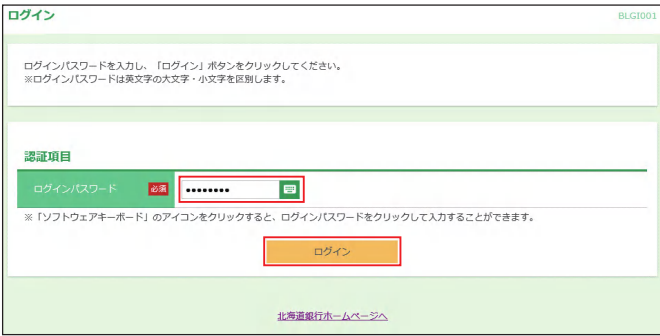 ログイン
BLGI001
ログインパスワードを入力し、「ログイン」ボタンをクリックしてください。
※ログインパスワードは英文字の大文字・小文字を区別します。
認証項目
ログインパスワード 必須 ••••••••
※「ソフトウェアキーボード」のアイコンをクリックすると、ログインパスワードをクリックして入力することができます。
ログイン
北海道銀行ホームページへ